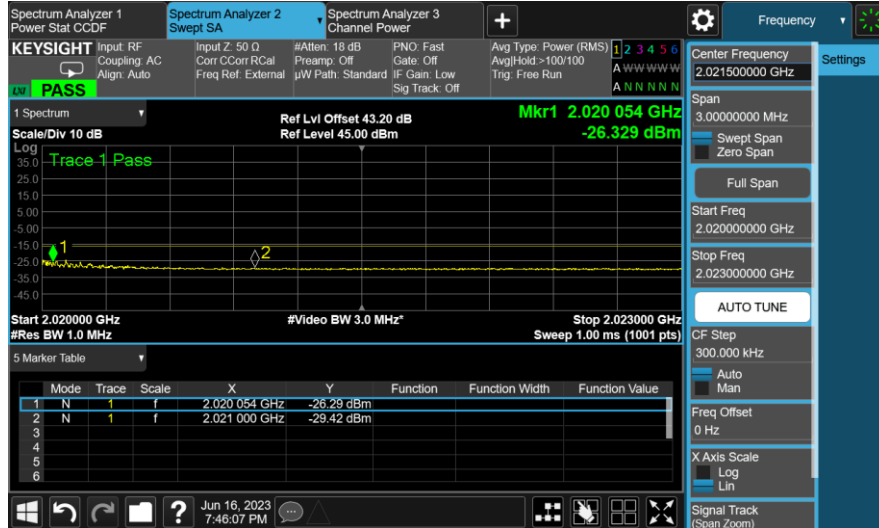 Spectrum Analyzer 1
Power Stat CCDF
Spectrum Analyzer 2
Swept SA
Spectrum Analyzer 3
Channel Power
+
Frequency
KEYSIGHT
Input: RF
Coupling: AC
Align: Auto
Input Z: 50 Ω
Corr CCorr RCal
Freq Ref: External
#Atten: 18 dB
Preamp: Off
µW Path: Standard
PNO: Fast
Gate: Off
IF Gain: Low
Sig Track: Off
Avg Type: Power (RMS)
Avg|Hold:>100/100
Trig: Free Run
1 2 3 4 5 6
A W W W W W
A N N N N N
LXI
PASS
1 Spectrum
Scale/Div 10 dB
Ref Lvl Offset 43.20 dB
Ref Level 45.00 dBm
Mkr1 2.020 054 GHz
-26.329 dBm
Log
Trace 1 Pass
35.0
25.0
15.0
5.00
-5.00
-15.0
-25.0
-35.0
-45.0
1
2
Start 2.020000 GHz
#Res BW 1.0 MHz
#Video BW 3.0 MHz*
Stop 2.023000 GHz
Sweep 1.00 ms (1001 pts)
5 Marker Table
Mode Trace Scale X Y Function Function Width Function Value
1 N 1 f 2.020 054 GHz -26.29 dBm
2 N 1 f 2.021 000 GHz -29.42 dBm
3
4
5
6
Center Frequency
2.021500000 GHz
Settings
Span
3.00000000 MHz
Swept Span
Zero Span
Full Span
Start Freq
2.020000000 GHz
Stop Freq
2.023000000 GHz
AUTO TUNE
CF Step
300.000 kHz
Auto
Man
Freq Offset
0 Hz
X Axis Scale
Log
Lin
Signal Track
(Span Zoom)
?
Jun 16, 2023
7:46:07 PM